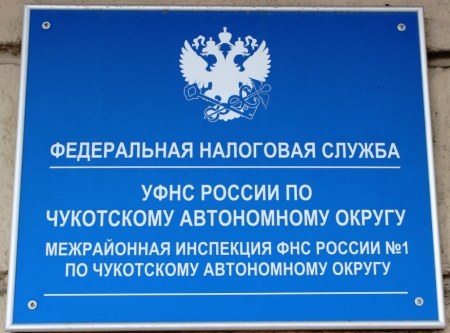 ФЕДЕРАЛЬНАЯ НАЛОГОВАЯ СЛУЖБА
УФНС РОССИИ ПО
ЧУКОТСКОМУ АВТОНОМНОМУ ОКРУГУ
МЕЖРАЙОННАЯ ИНСПЕКЦИЯ ФНС РОССИИ №1
ПО ЧУКОТСКОМУ АВТОНОМНОМУ ОКРУГУ